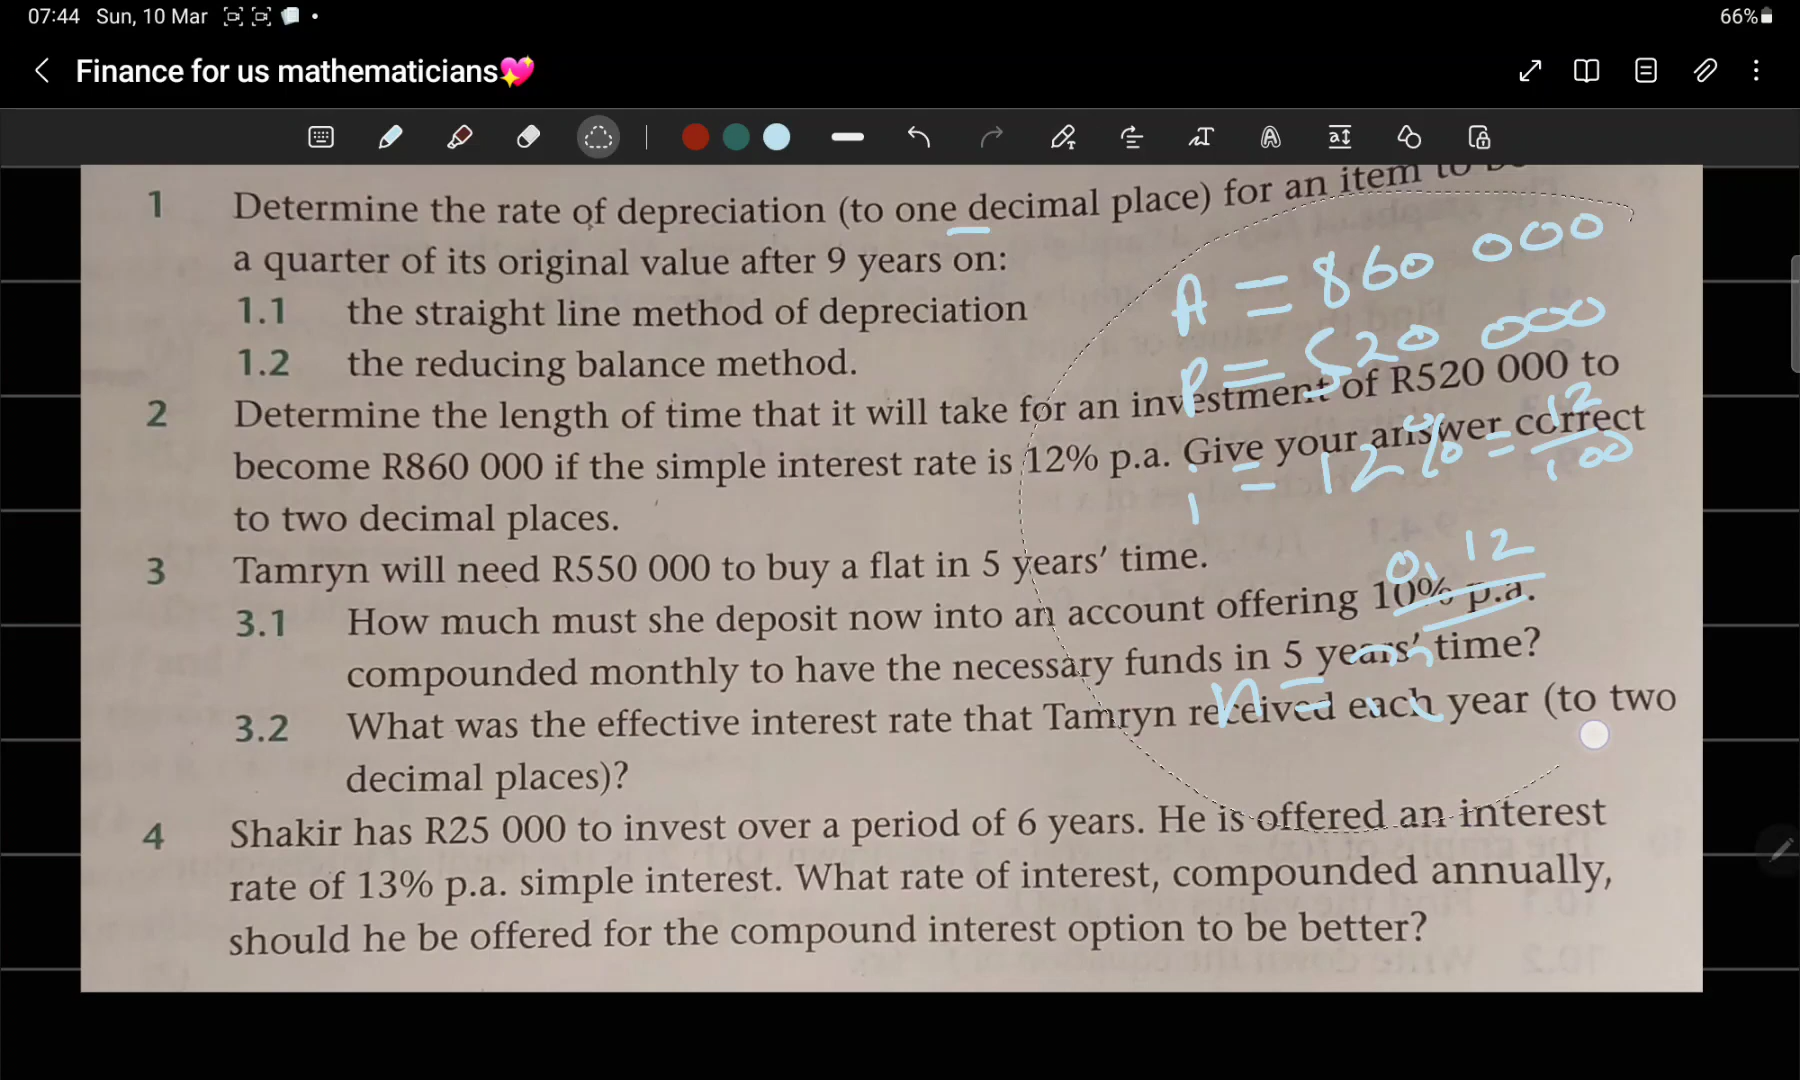 07:44 Sun, 10 Mar
66%
Finance for us mathematicians💖
1 Determine the rate of depreciation (to one decimal place) for an item to be
a quarter of its original value after 9 years on:
1.1 the straight line method of depreciation
1.2 the reducing balance method.
2 Determine the length of time that it will take for an investment of R520 000 to
become R860 000 if the simple interest rate is 12% p.a. Give your answer correct
to two decimal places.
3 Tamryn will need R550 000 to buy a flat in 5 years' time.
3.1 How much must she deposit now into an account offering 10% p.a.
compounded monthly to have the necessary funds in 5 years' time?
3.2 What was the effective interest rate that Tamryn received each year (to two
decimal places)?
4 Shakir has R25 000 to invest over a period of 6 years. He is offered an interest
rate of 13% p.a. simple interest. What rate of interest, compounded annually,
should he be offered for the compound interest option to be better?
A = 860 000
P = 520 000
i = 12% = 12/100
0,12
n = ??